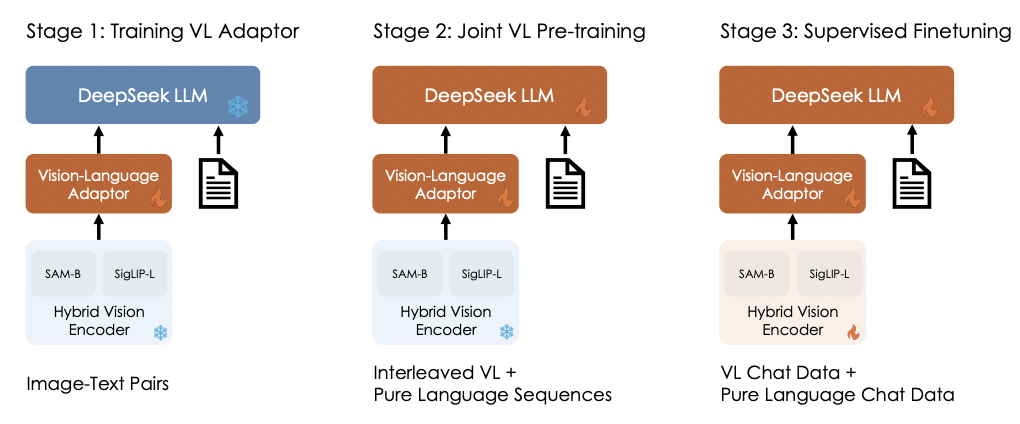 Stage 1: Training VL Adaptor
DeepSeek LLM
Vision-Language
Adaptor
SAM-B
SigLIP-L
Hybrid Vision
Encoder
Image-Text Pairs
Stage 2: Joint VL Pre-training
DeepSeek LLM
Vision-Language
Adaptor
SAM-B
SigLIP-L
Hybrid Vision
Encoder
Interleaved VL +
Pure Language Sequences
Stage 3: Supervised Finetuning
DeepSeek LLM
Vision-Language
Adaptor
SAM-B
SigLIP-L
Hybrid Vision
Encoder
VL Chat Data +
Pure Language Chat Data